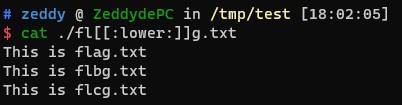 # zeddy @ ZeddydePC in /tmp/test [18:02:05]
$ cat ./fl[[:lower:]]g.txt
This is flag.txt
This is flbg.txt
This is flcg.txt